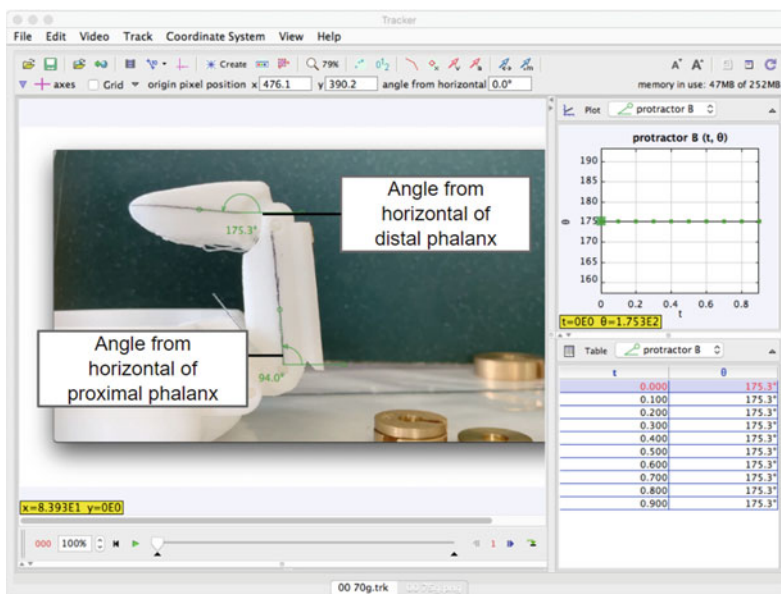 Tracker
File Edit Video Track Coordinate System View Help
Create 79%
axes Grid origin pixel position x 476.1 y 390.2 angle from horizontal 0.0° memory in use: 47MB of 252MB
Angle from
horizontal of
distal phalanx
175.3°
Angle from
horizontal of
proximal phalanx
94.0°
x=8.393E1 y=0E0
000 100% 1
Plot protractor B
protractor B (t, θ)
θ
190
185
180
175
170
165
160
0 0.2 0.4 0.6 0.8
t
t=0E0 θ=1.753E2
Table protractor B
t θ
0.000 175.3°
0.100 175.3°
0.200 175.3°
0.300 175.3°
0.400 175.3°
0.500 175.3°
0.600 175.3°
0.700 175.3°
0.800 175.3°
0.900 175.3°
00 70g.trk